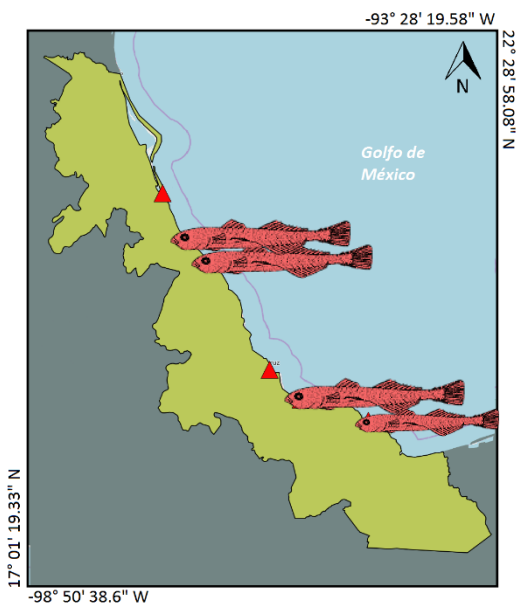 -93° 28' 19.58" W
22° 28' 58.08" N
N
Golfo de
México
17° 01' 19.33" N
-98° 50' 38.6" W